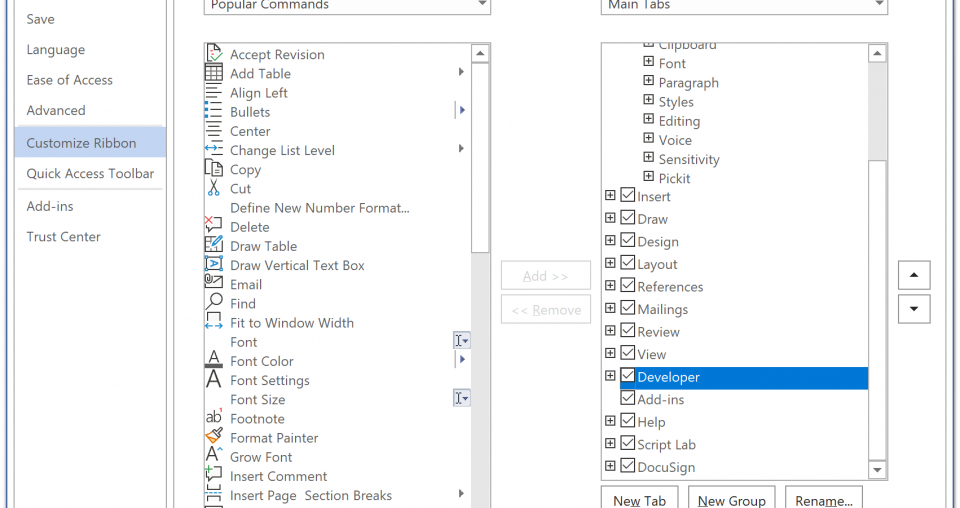 Popular Commands
Main Tabs
Save
Language
Ease of Access
Advanced
Customize Ribbon
Quick Access Toolbar
Add-ins
Trust Center
Accept Revision
Add Table
Align Left
Bullets
Center
Change List Level
Copy
Cut
Define New Number Format...
Delete
Draw Table
Draw Vertical Text Box
Email
Find
Fit to Window Width
Font
Font Color
Font Settings
Font Size
Footnote
Format Painter
Grow Font
Insert Comment
Insert Page  Section Breaks
Add >>
<< Remove
Clipboard
Font
Paragraph
Styles
Editing
Voice
Sensitivity
Pickit
Insert
Draw
Design
Layout
References
Mailings
Review
View
Developer
Add-ins
Help
Script Lab
DocuSign
New Tab
New Group
Rename...